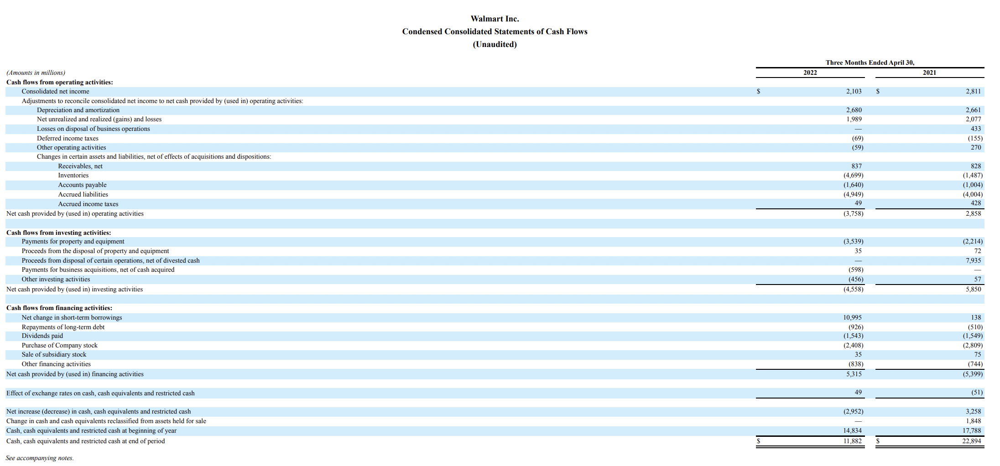 Walmart Inc.
Condensed Consolidated Statements of Cash Flows
(Unaudited)
Three Months Ended April 30,
(Amounts in millions) 2022 2021
Cash flows from operating activities:
Consolidated net income $ 2,103 $ 2,811
Adjustments to reconcile consolidated net income to net cash provided by (used in) operating activities:
Depreciation and amortization 2,680 2,661
Net unrealized and realized (gains) and losses 1,989 2,077
Losses on disposal of business operations — 433
Deferred income taxes (69) (155)
Other operating activities (59) 270
Changes in certain assets and liabilities, net of effects of acquisitions and dispositions:
Receivables, net 837 828
Inventories (4,699) (1,487)
Accounts payable (1,640) (1,004)
Accrued liabilities (4,949) (4,004)
Accrued income taxes 49 428
Net cash provided by (used in) operating activities (3,758) 2,858
Cash flows from investing activities:
Payments for property and equipment (3,539) (2,214)
Proceeds from the disposal of property and equipment 35 72
Proceeds from disposal of certain operations, net of divested cash — 7,935
Payments for business acquisitions, net of cash acquired (598) —
Other investing activities (456) 57
Net cash provided by (used in) investing activities (4,558) 5,850
Cash flows from financing activities:
Net change in short-term borrowings 10,995 138
Repayments of long-term debt (926) (510)
Dividends paid (1,543) (1,549)
Purchase of Company stock (2,408) (2,809)
Sale of subsidiary stock 35 75
Other financing activities (838) (744)
Net cash provided by (used in) financing activities 5,315 (5,399)
Effect of exchange rates on cash, cash equivalents and restricted cash 49 (51)
Net increase (decrease) in cash, cash equivalents and restricted cash (2,952) 3,258
Change in cash and cash equivalents reclassified from assets held for sale — 1,848
Cash, cash equivalents and restricted cash at beginning of year 14,834 17,788
Cash, cash equivalents and restricted cash at end of period $ 11,882 $ 22,894
See accompanying notes.